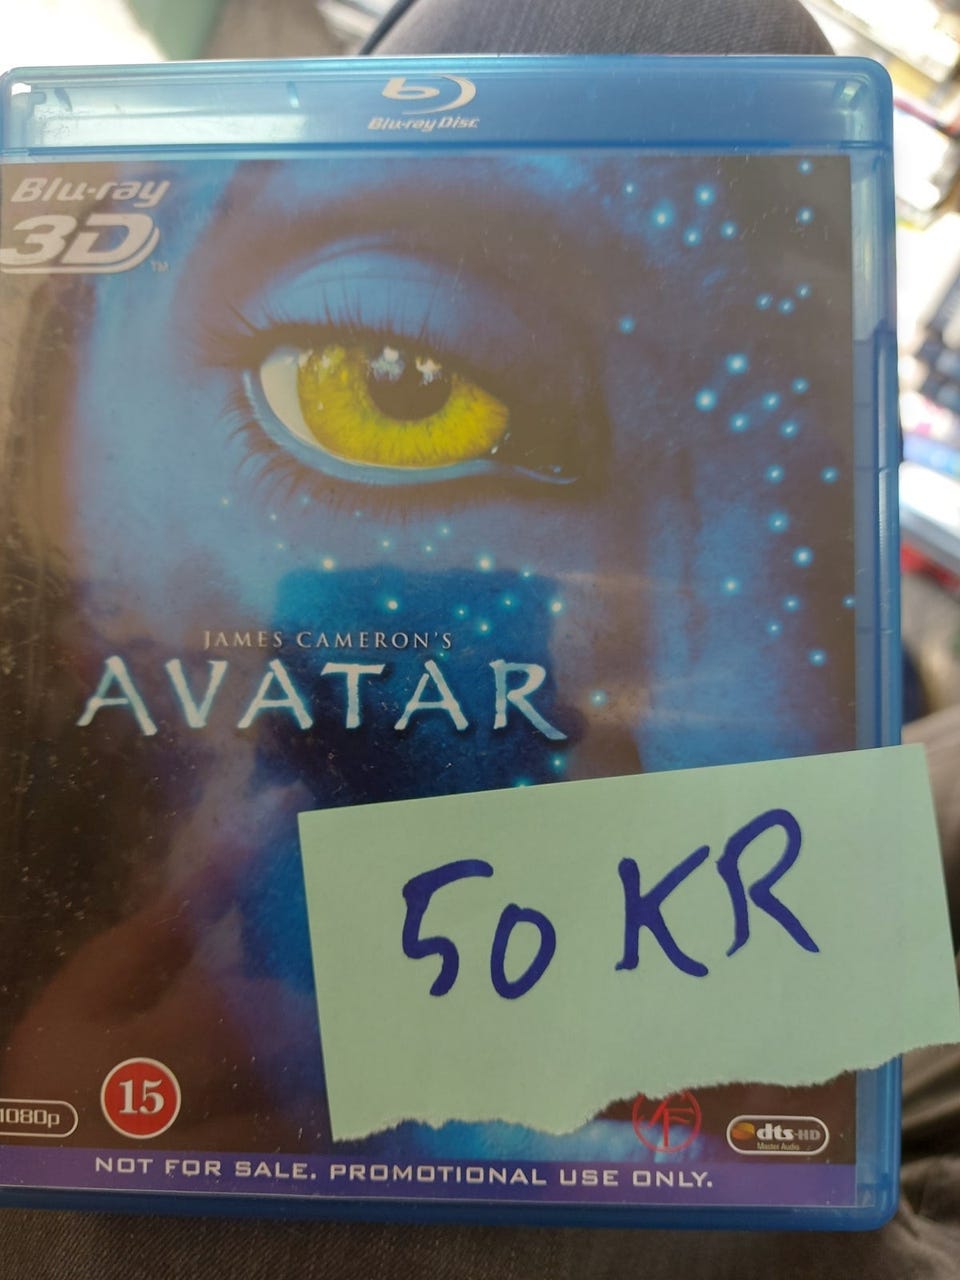 Blu-ray Disc
Blu-ray
3D™
JAMES CAMERON'S
AVATAR
50 KR
1080p
15
dts-HD
Master Audio
NOT FOR SALE. PROMOTIONAL USE ONLY.